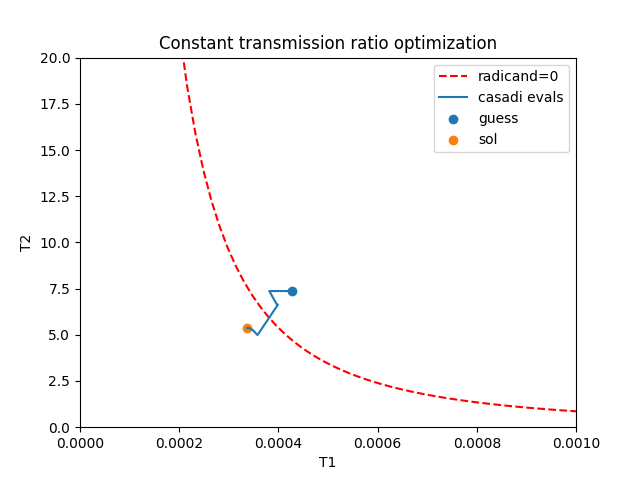 Constant transmission ratio optimization
20.0
17.5
15.0
12.5
10.0
7.5
5.0
2.5
0.0
T2
radicand=0
casadi evals
guess
sol
0.0000 0.0002 0.0004 0.0006 0.0008 0.0010
T1